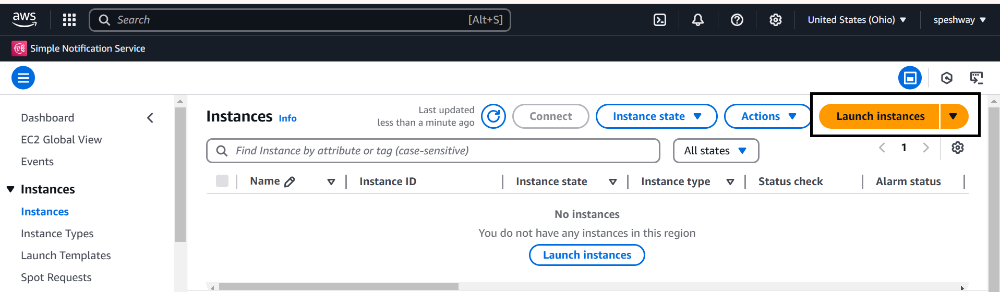 aws Search [Alt+S] United States (Ohio) speshway
Simple Notification Service
Dashboard
EC2 Global View
Events
Instances
Instances
Instance Types
Launch Templates
Spot Requests
Instances Info Last updated less than a minute ago Connect Instance state Actions Launch instances
Find Instance by attribute or tag (case-sensitive) All states 1
Name Instance ID Instance state Instance type Status check Alarm status
No instances
You do not have any instances in this region
Launch instances